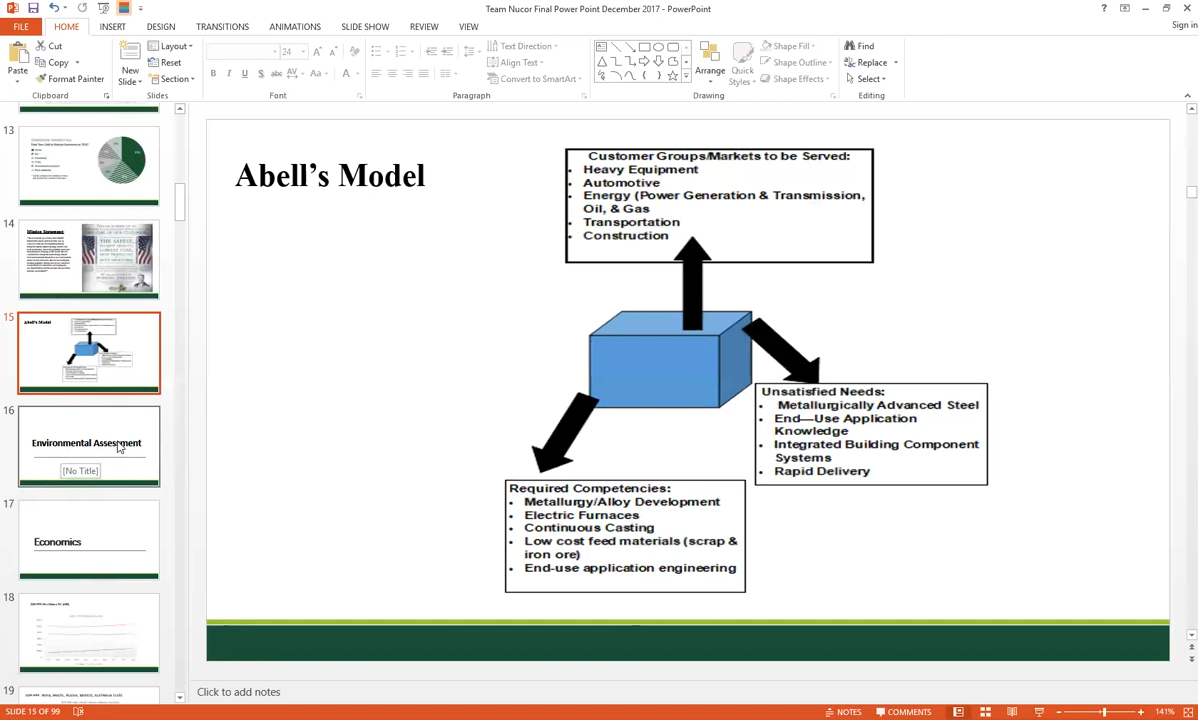 Team Nucor Final Power Point December 2017 - PowerPoint
FILE HOME INSERT DESIGN TRANSITIONS ANIMATIONS SLIDE SHOW REVIEW VIEW Sign in
Paste
Cut
Copy
Format Painter
Clipboard
New Slide
Layout
Reset
Section
Slides
24
Font
Text Direction
Align Text
Convert to SmartArt
Paragraph
Arrange
Quick Styles
Shape Fill
Shape Outline
Shape Effects
Drawing
Find
Replace
Select
Editing
13
14
Mission Statement:
15
Abell's Model
16
Environmental Assessment
[No Title]
17
Economics
18
19
Abell's Model
Customer Groups/Markets to be Served:
• Heavy Equipment
• Automotive
• Energy (Power Generation & Transmission,
Oil, & Gas
• Transportation
• Construction
Unsatisfied Needs:
• Metallurgically Advanced Steel
• End—Use Application
Knowledge
• Integrated Building Component
Systems
• Rapid Delivery
Required Competencies:
• Metallurgy/Alloy Development
• Electric Furnaces
• Continuous Casting
• Low cost feed materials (scrap &
iron ore)
• End-use application engineering
Click to add notes
SLIDE 15 OF 99
NOTES COMMENTS 141%